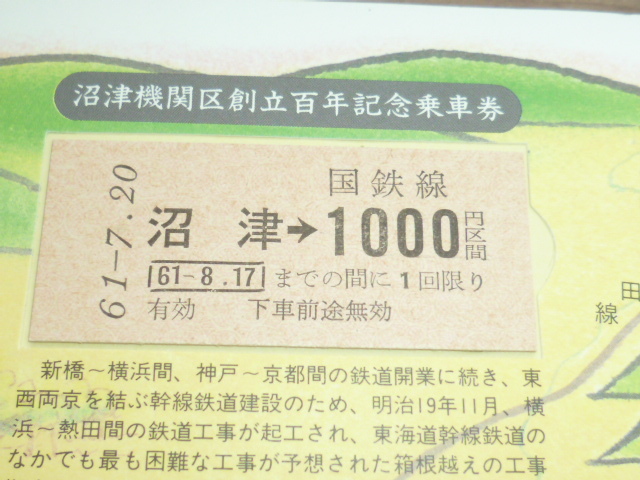 沼津機関区創立百年記念乗車券
61-7.20
国鉄線
沼津→1000円区間
61-8.17 までの間に1回限り
有効 下車前途無効
新橋～横浜間、神戸～京都間の鉄道開業に続き、東
西両京を結ぶ幹線鉄道建設のため、明治19年11月、横
浜～熱田間の鉄道工事が起工され、東海道幹線鉄道の
なかでも最も困難な工事が予想された箱根越えの工事
田
線